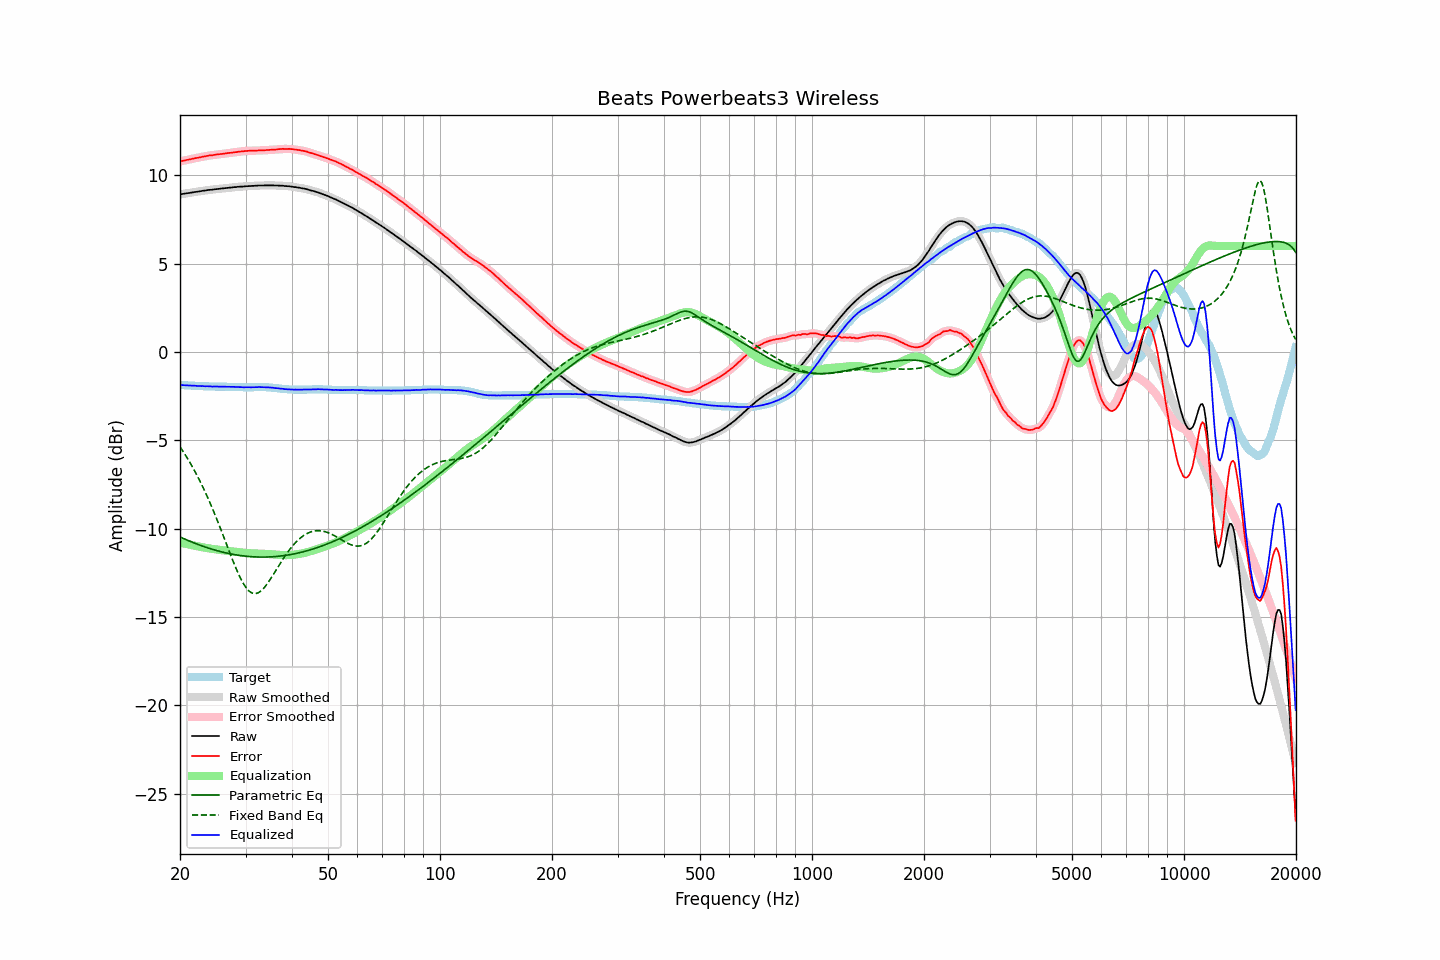 Beats Powerbeats3 Wireless
Amplitude (dBr)
10
5
0
−5
−10
−15
−20
−25
Target
Raw Smoothed
Error Smoothed
Raw
Error
Equalization
Parametric Eq
Fixed Band Eq
Equalized
20 50 100 200 500 1000 2000 5000 10000 20000
Frequency (Hz)